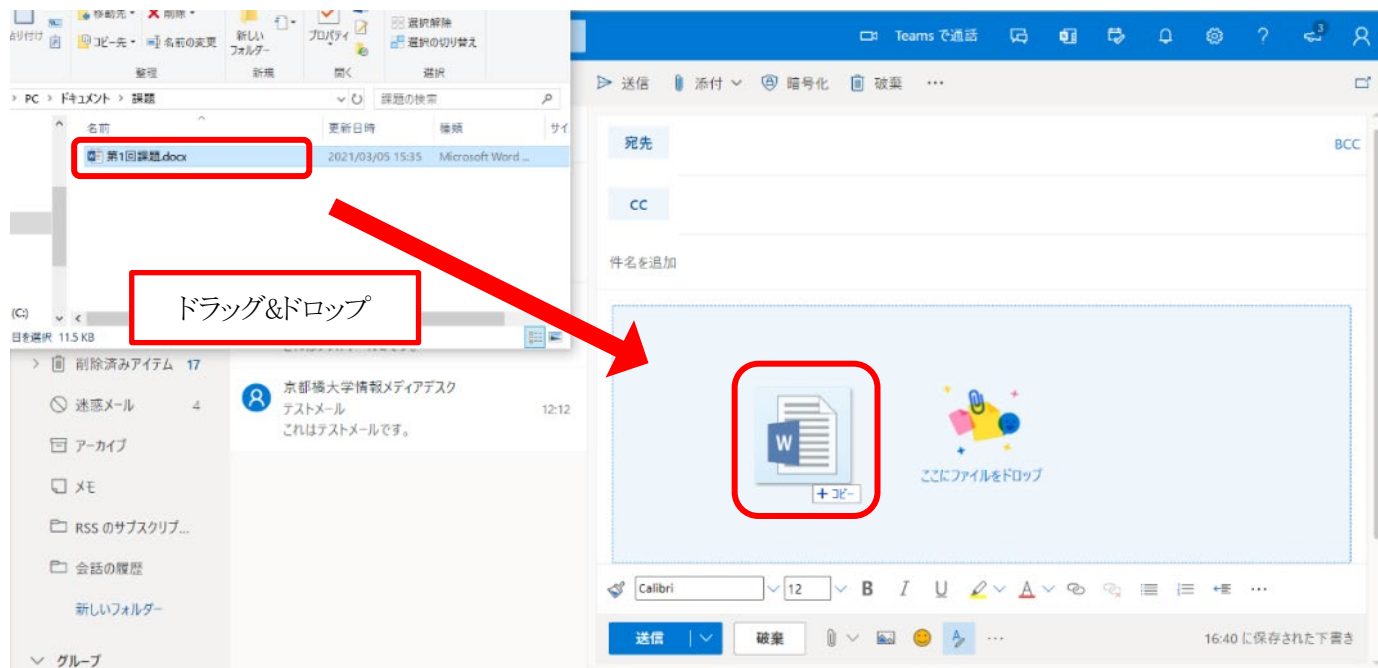 移動先
削除
貼り付け
コピー先
名前の変更
新しい
フォルダー
プロパティ
選択解除
選択の切り替え
整理
新規
開く
選択
> PC > ドキュメント > 課題
課題の検索
名前
更新日時
種類
第1回課題.docx
2021/03/05 15:35
Microsoft Word ...
ドラッグ&ドロップ
(C:)
11.5 KB
Teams で通話
3
送信
添付
暗号化
破棄
...
宛先
BCC
CC
件名を追加
W
+コピー
ここにファイルをドロップ
Calibri
12
B
I
U
A
...
送信
破棄
...
16:40 に保存された下書き
削除済みアイテム 17
迷惑メール 4
アーカイブ
メモ
RSS のサブスクリプ...
会話の履歴
新しいフォルダー
グループ
京都橘大学情報メディアデスク
テストメール
12:12
これはテストメールです。